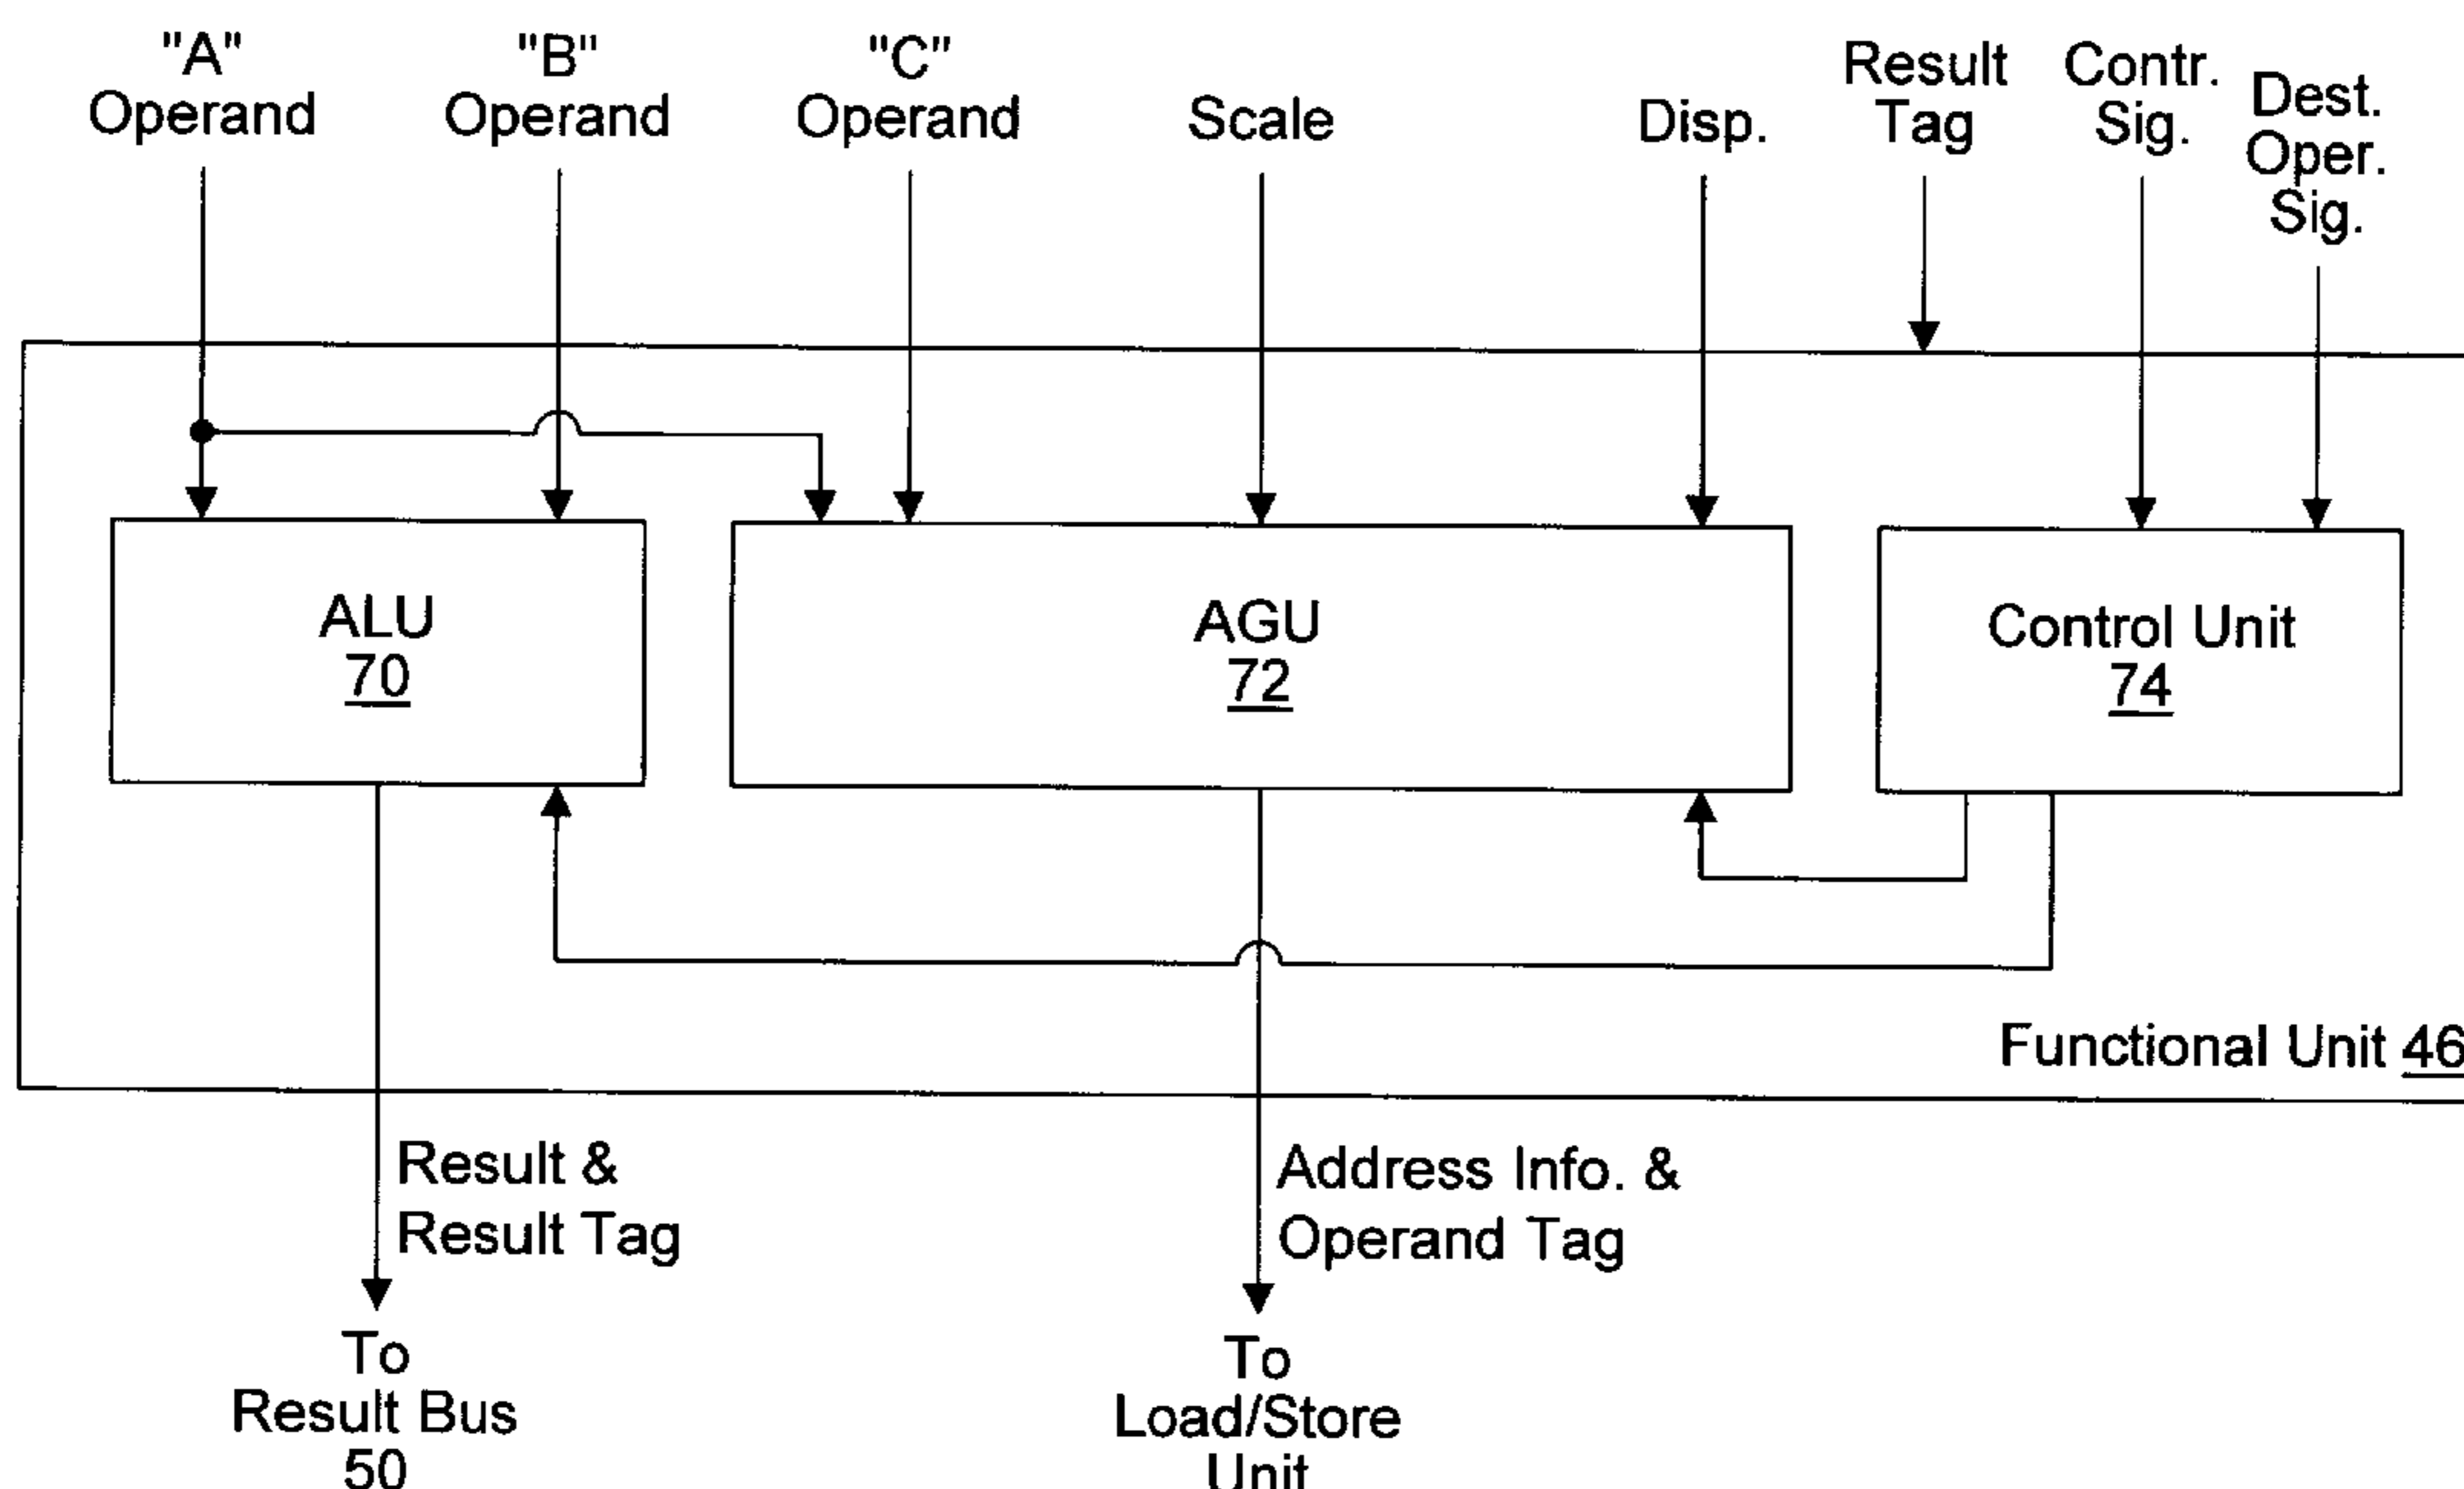 "A"
Operand
"B"
Operand
"C"
Operand
Scale
Disp.
Result
Tag
Contr.
Sig.
Dest.
Oper.
Sig.
ALU
70
AGU
72
Control Unit
74
Functional Unit 46
Result &
Result Tag
Address Info. &
Operand Tag
To
Result Bus
50
To
Load/Store
Unit